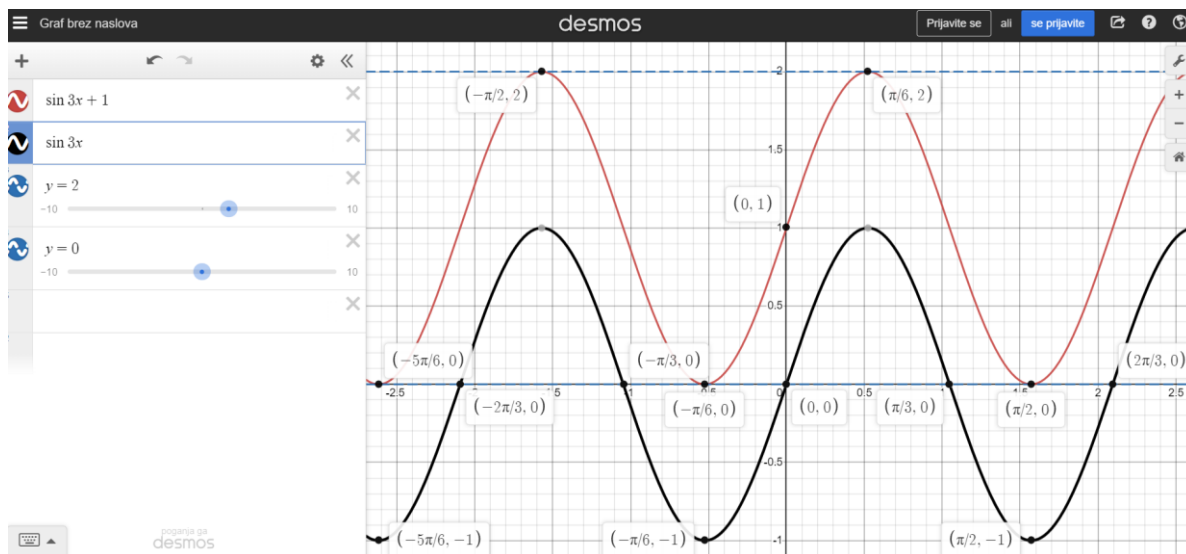 Graf brez naslova
desmos
Prijavite se ali se prijavite
sin 3x + 1
sin 3x
y = 2
-10 10
y = 0
-10 10
poganja ga
desmos
2
(−π/2, 2) (π/6, 2)
1.5
(0, 1)
1
0.5
(−5π/6, 0) (−π/3, 0) (2π/3, 0)
-2.5 0.5 1 1.5 2 2.5
(−2π/3, 0) (−π/6, 0) (0, 0) (π/3, 0) (π/2, 0)
-0.5
(−5π/6, −1) (−π/6, −1) (π/2, −1)
-1